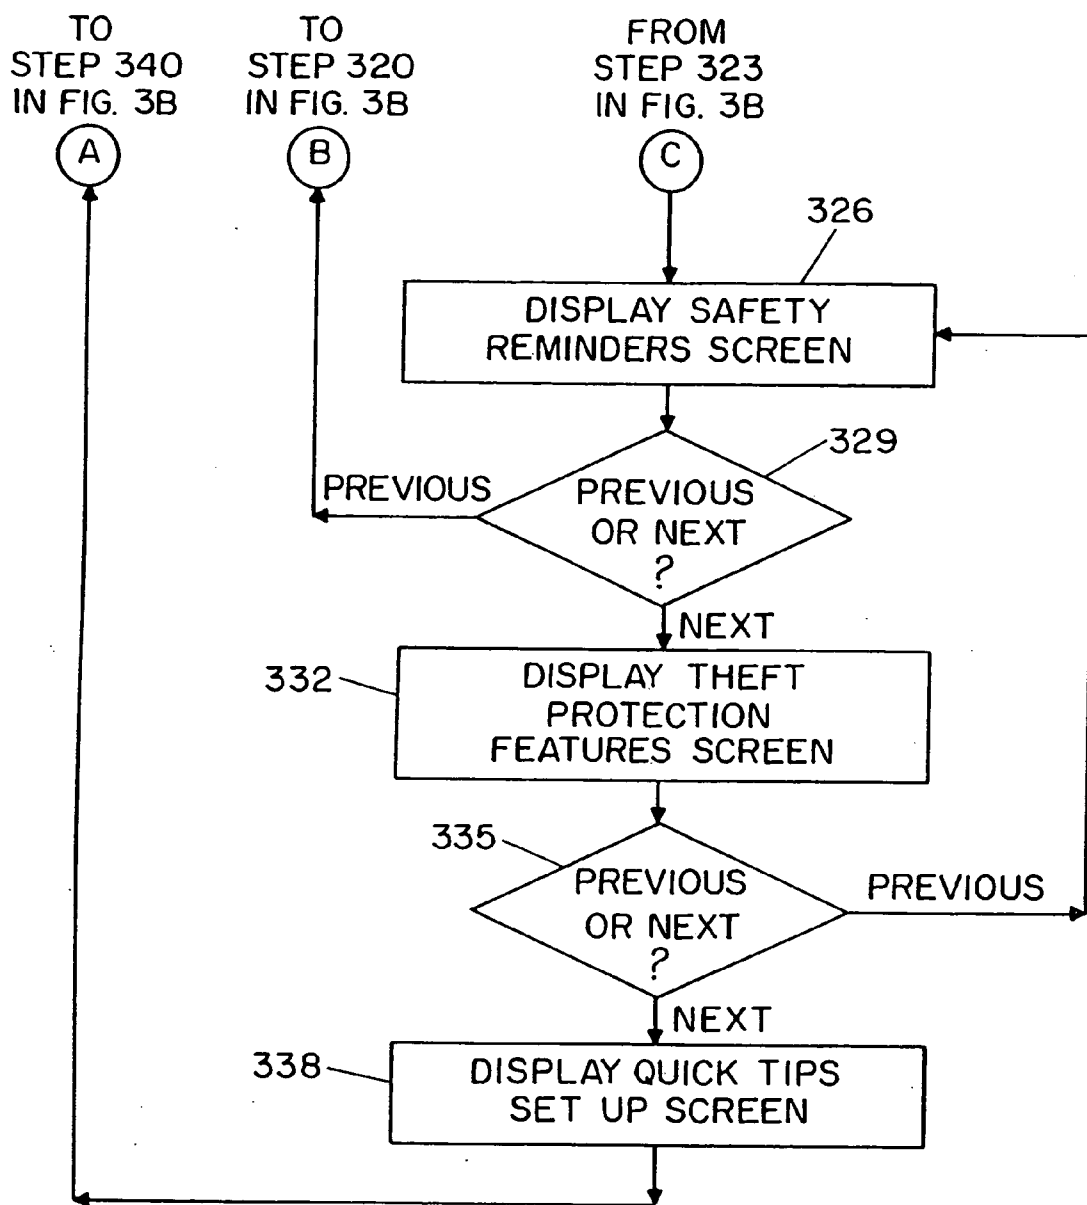 TO
STEP 340
IN FIG. 3B
A
TO
STEP 320
IN FIG. 3B
B
FROM
STEP 323
IN FIG. 3B
C
326
DISPLAY SAFETY
REMINDERS SCREEN
329
PREVIOUS
PREVIOUS
OR NEXT
?
NEXT
332
DISPLAY THEFT
PROTECTION
FEATURES SCREEN
335
PREVIOUS
OR NEXT
?
PREVIOUS
NEXT
338
DISPLAY QUICK TIPS
SET UP SCREEN